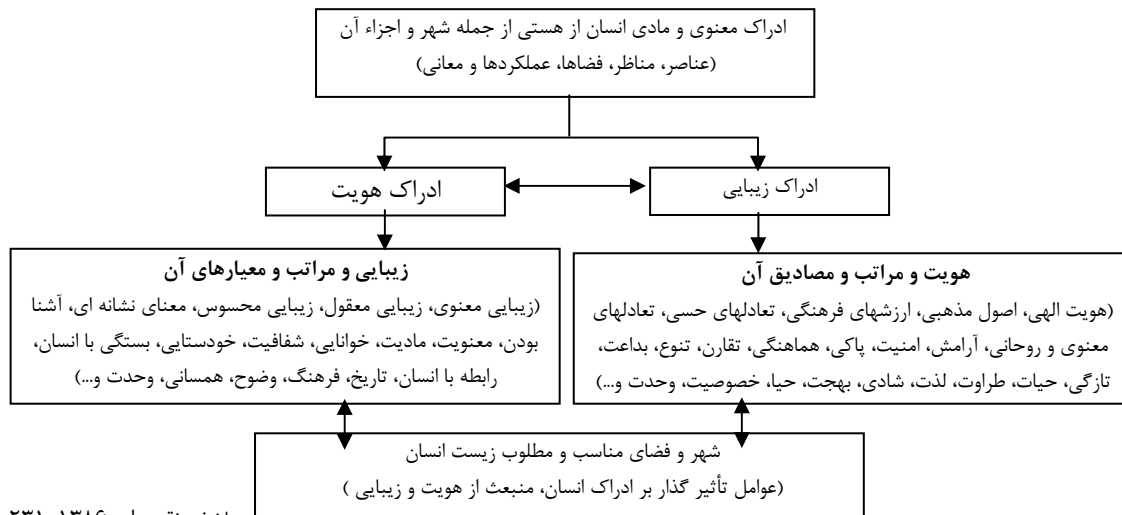 ادراک معنوی و مادی انسان از هستی از جمله شهر و اجزاء آن
(عناصر، مناظر، فضاها، عملکردها و معانی)
ادراک زیبایی
ادراک هویت
هویت و مراتب و مصادیق آن
(هویت الهی، اصول مذهبی، ارزشهای فرهنگی، تعادلهای حسی، تعادلهای
معنوی و روحانی، آرامش، امنیت، پاکی، هماهنگی، تقارن، تنوع، بداعت،
تازگی، حیات، طراوت، لذت، شادی، بهجت، حیا، خصوصیت، وحدت و...)
زیبایی و مراتب و معیارهای آن
(زیبایی معنوی، زیبایی معقول، زیبایی محسوس، معنای نشانه ای، آشنا
بودن، معنویت، مادیت، خوانایی، شفافیت، خودستایی، بستگی با انسان،
رابطه با انسان، تاریخ، فرهنگ، وضوح، همسانی، وحدت و...)
شهر و فضای مناسب و مطلوب زیست انسان
(عوامل تأثیر گذار بر ادراک انسان، منبعث از هویت و زیبایی )